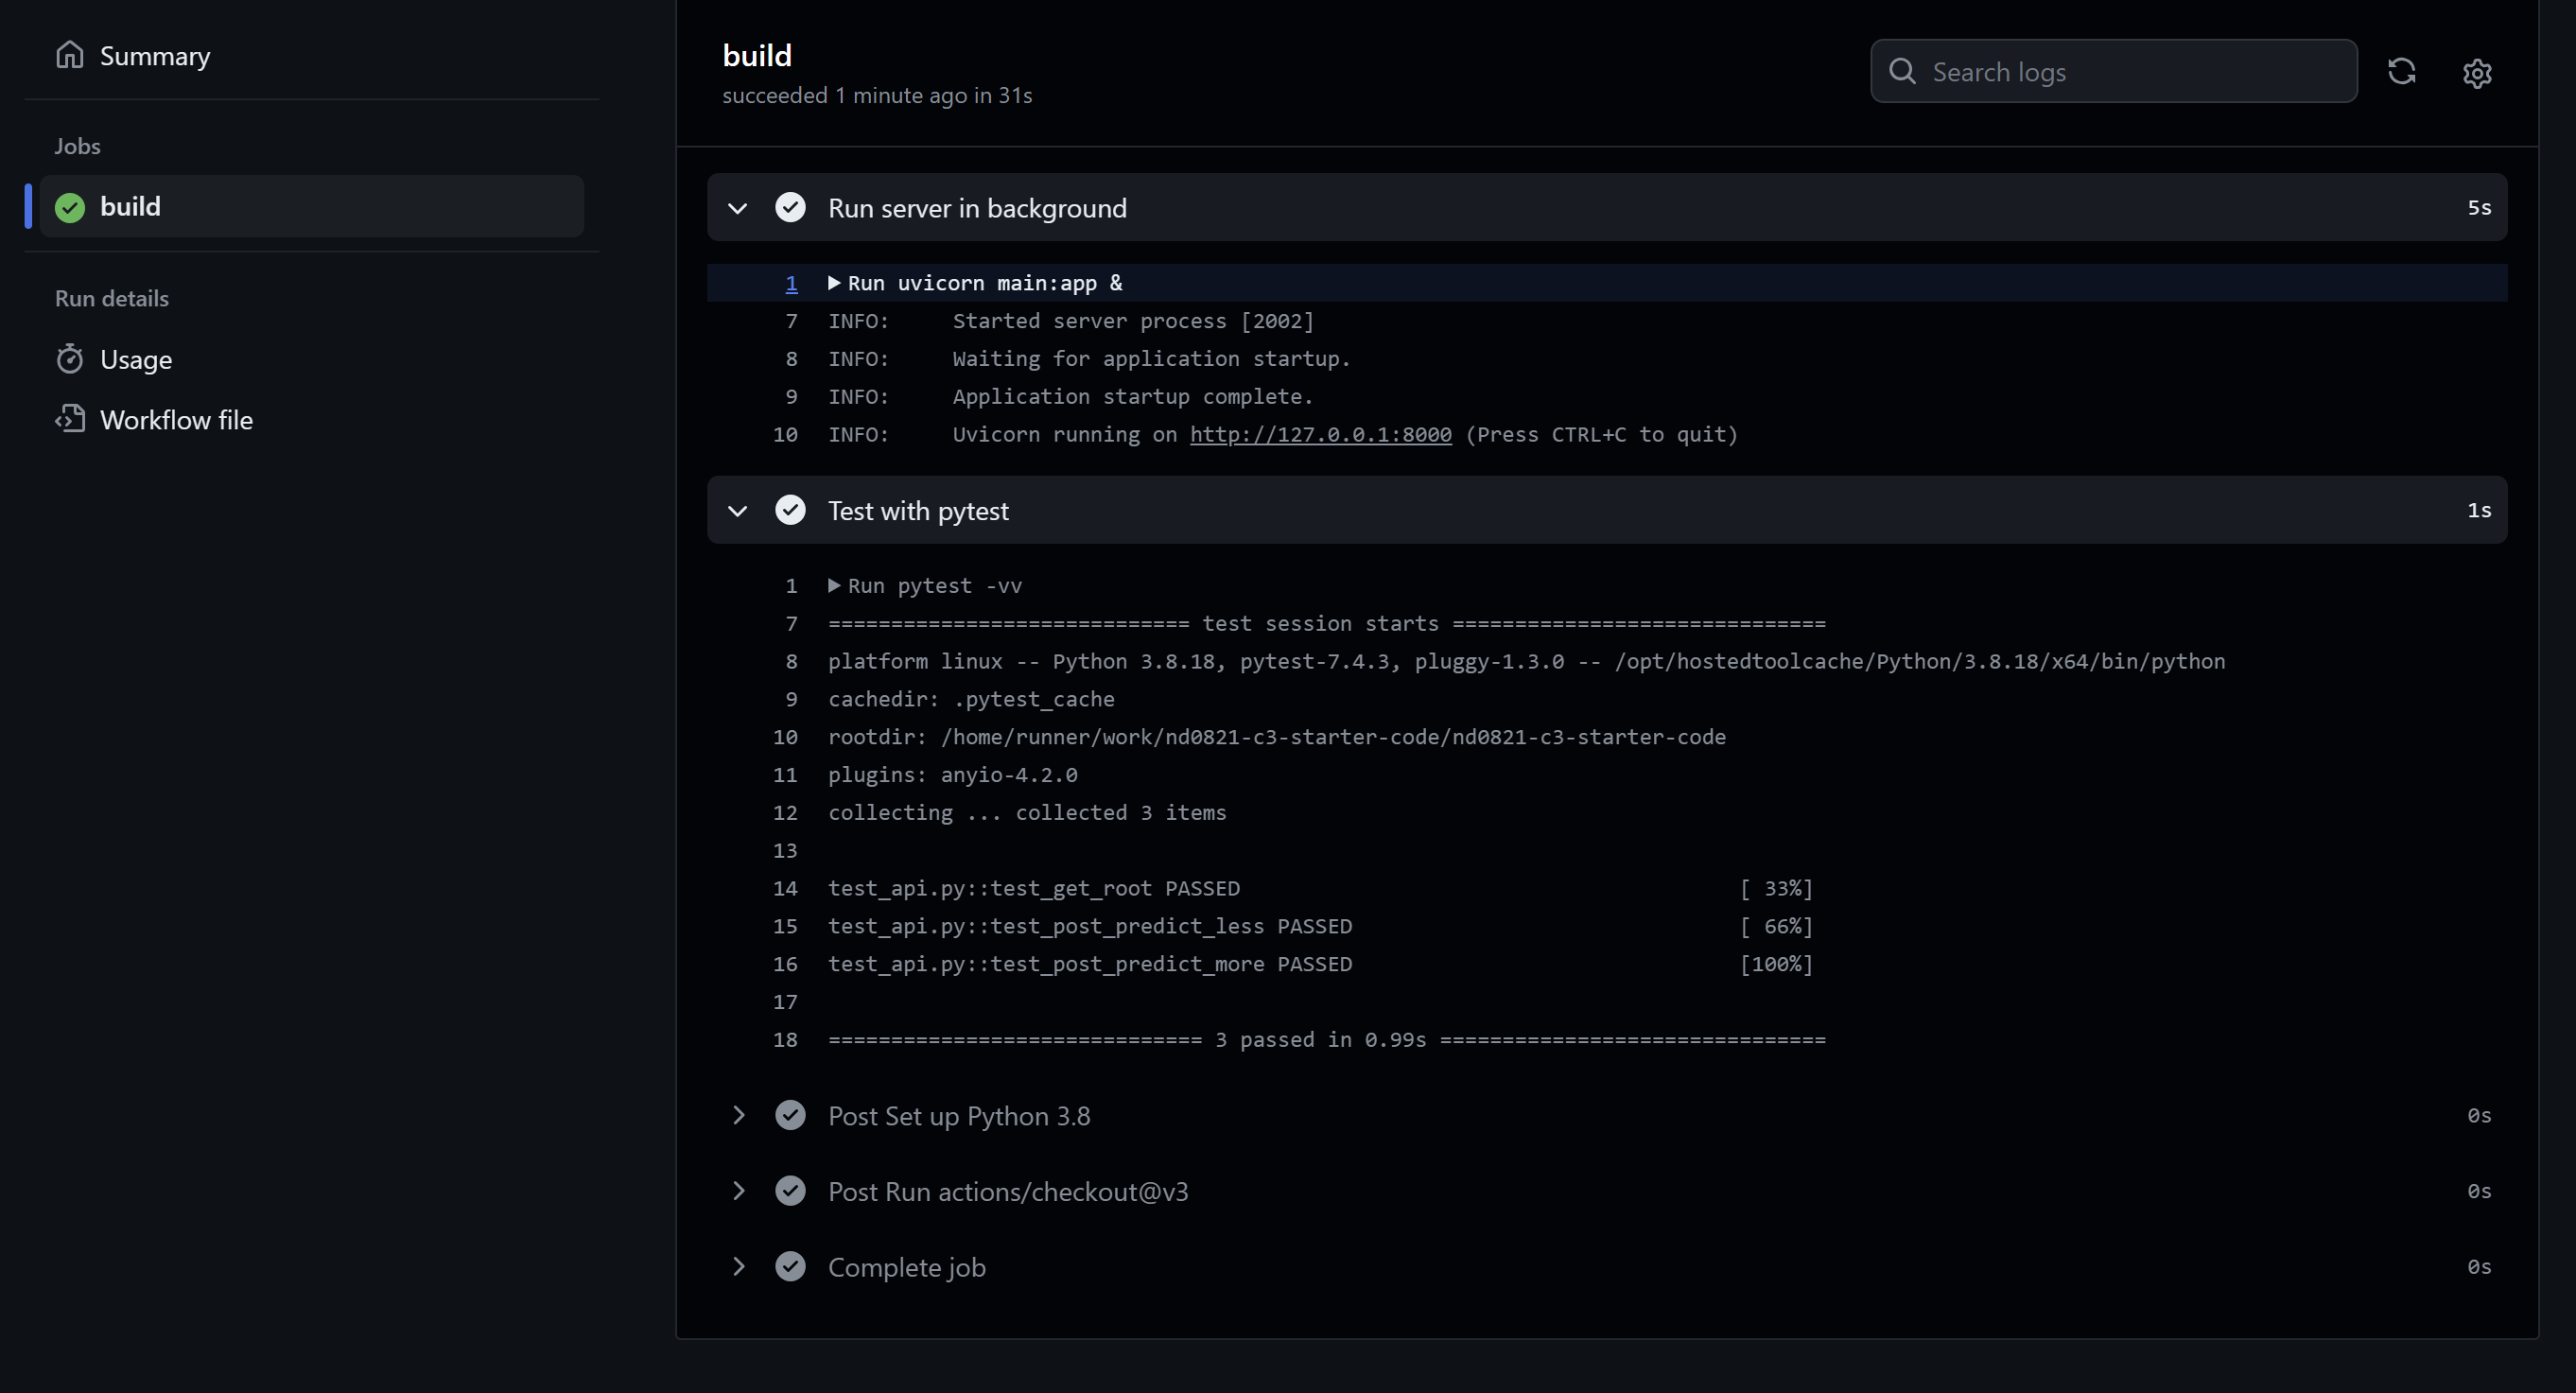 Summary
Jobs
build
Run details
Usage
Workflow file
build
succeeded 1 minute ago in 31s
Search logs
Run server in background 5s
1 Run uvicorn main:app &
7 INFO:     Started server process [2002]
8 INFO:     Waiting for application startup.
9 INFO:     Application startup complete.
10 INFO:     Uvicorn running on http://127.0.0.1:8000 (Press CTRL+C to quit)
Test with pytest 1s
1 Run pytest -vv
7 ============================= test session starts ==============================
8 platform linux -- Python 3.8.18, pytest-7.4.3, pluggy-1.3.0 -- /opt/hostedtoolcache/Python/3.8.18/x64/bin/python
9 cachedir: .pytest_cache
10 rootdir: /home/runner/work/nd0821-c3-starter-code/nd0821-c3-starter-code
11 plugins: anyio-4.2.0
12 collecting ... collected 3 items
13
14 test_api.py::test_get_root PASSED                                        [ 33%]
15 test_api.py::test_post_predict_less PASSED                               [ 66%]
16 test_api.py::test_post_predict_more PASSED                               [100%]
17
18 ============================== 3 passed in 0.99s ===============================
Post Set up Python 3.8 0s
Post Run actions/checkout@v3 0s
Complete job 0s